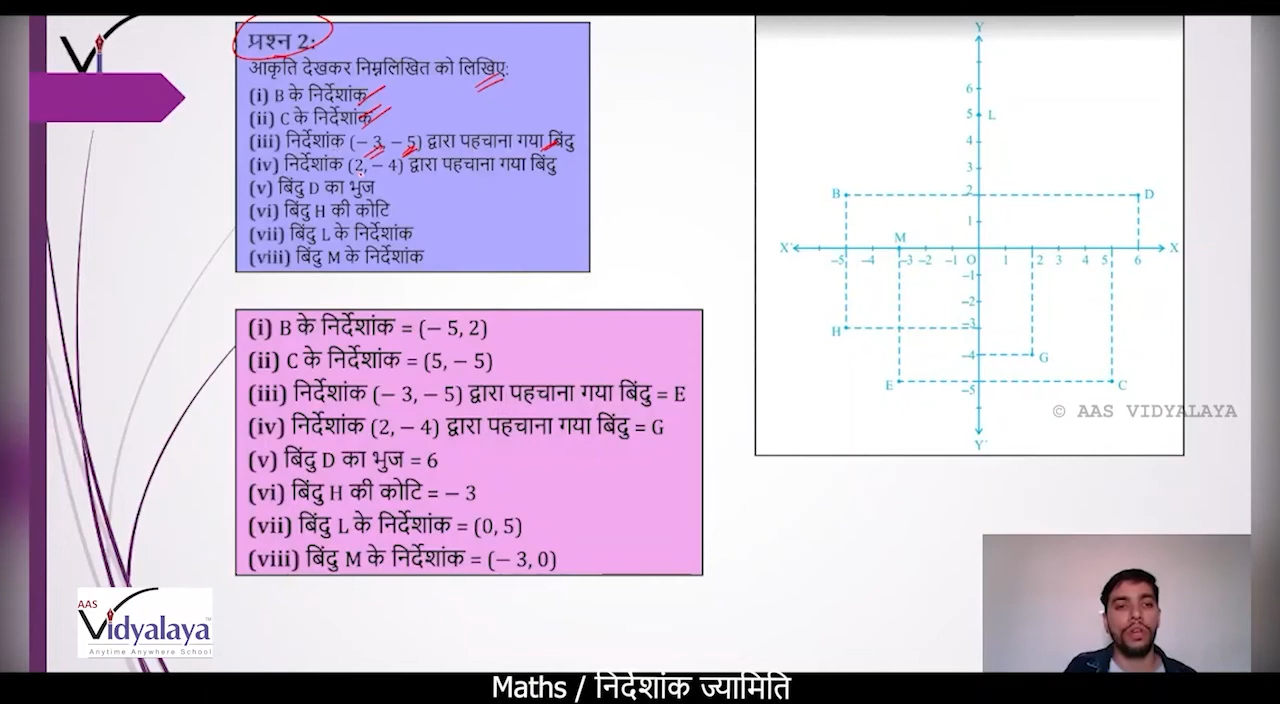 प्रश्न 2:
आकृति देखकर निम्नलिखित को लिखिए:
(i) B के निर्देशांक
(ii) C के निर्देशांक
(iii) निर्देशांक (− 3, − 5) द्वारा पहचाना गया बिंदु
(iv) निर्देशांक (2, − 4) द्वारा पहचाना गया बिंदु
(v) बिंदु D का भुज
(vi) बिंदु H की कोटि
(vii) बिंदु L के निर्देशांक
(viii) बिंदु M के निर्देशांक
(i) B के निर्देशांक = (− 5, 2)
(ii) C के निर्देशांक = (5, − 5)
(iii) निर्देशांक (− 3, − 5) द्वारा पहचाना गया बिंदु = E
(iv) निर्देशांक (2, − 4) द्वारा पहचाना गया बिंदु = G
(v) बिंदु D का भुज = 6
(vi) बिंदु H की कोटि = − 3
(vii) बिंदु L के निर्देशांक = (0, 5)
(viii) बिंदु M के निर्देशांक = (− 3, 0)
Y
6
5 L
4
3
B 2 D
1
M
X′ X
−5 −4 −3 −2 −1 O 1 2 3 4 5 6
−1
−2
H −3
−4 G
E −5 C
Y′
© AAS VIDYALAYA
Vi
AAS
Vidyalaya
TM
Anytime Anywhere School
Maths / निर्देशांक ज्यामिति